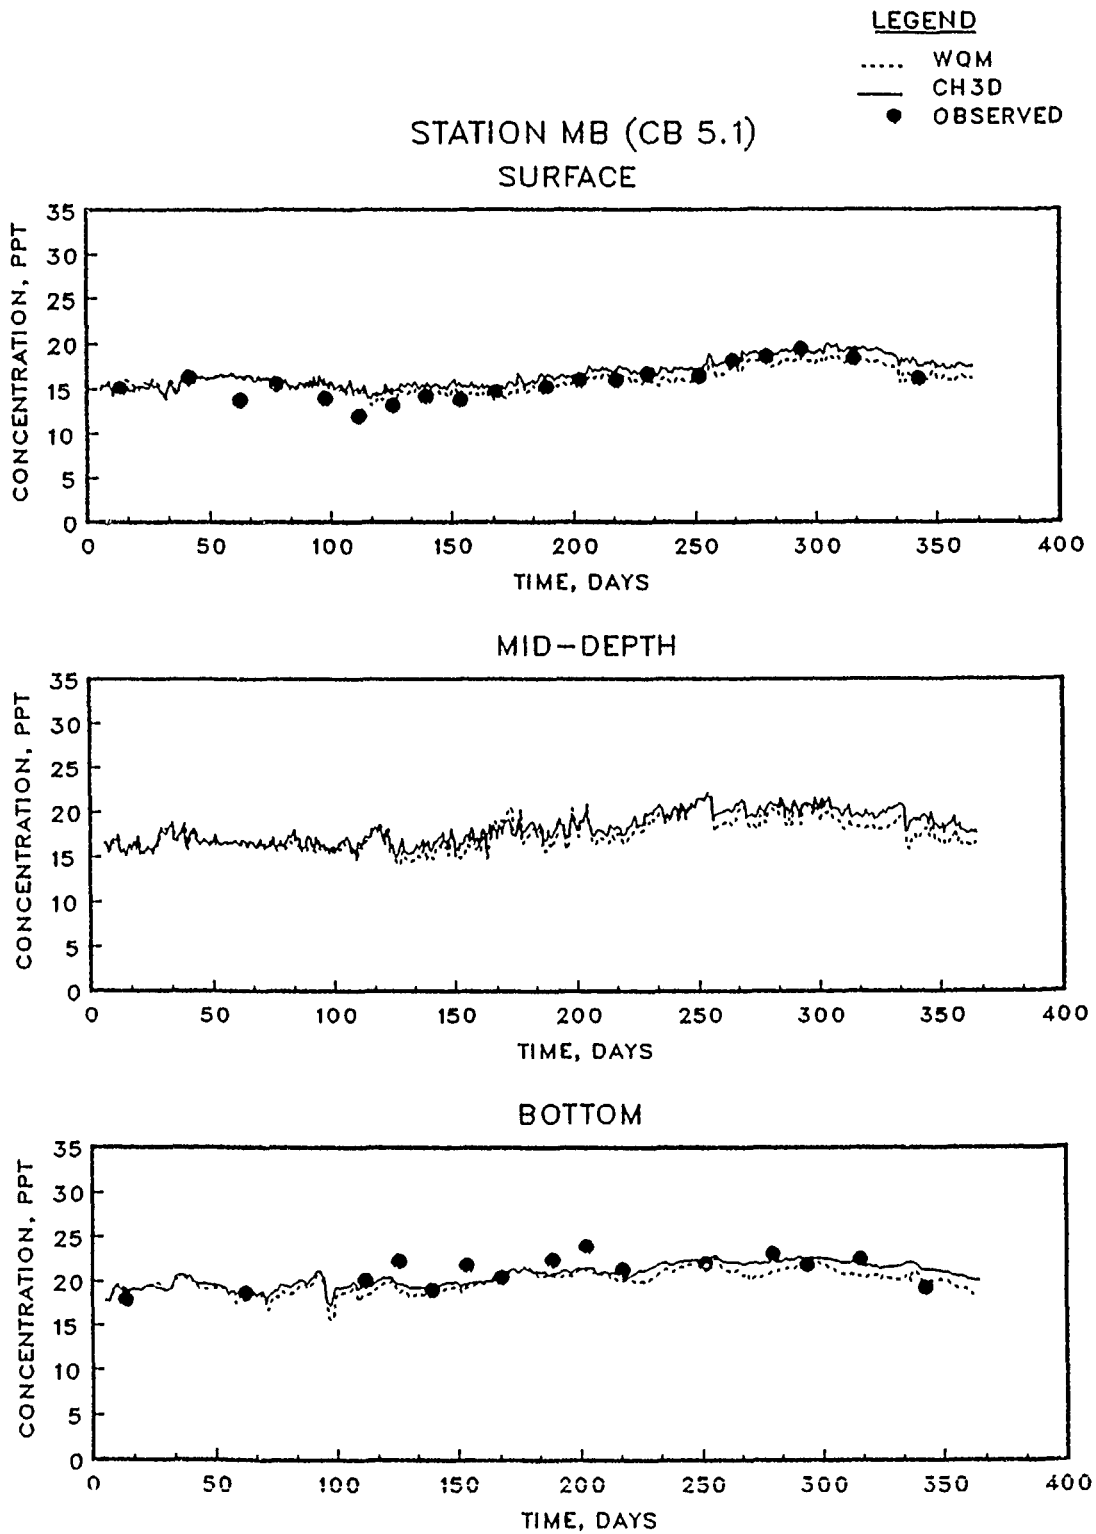 LEGEND
WQM
CH3D
OBSERVED
STATION MB (CB 5.1)
SURFACE
CONCENTRATION, PPT
35
30
25
20
15
10
5
0
0 50 100 150 200 250 300 350 400
TIME, DAYS
MID-DEPTH
CONCENTRATION, PPT
35
30
25
20
15
10
5
0
0 50 100 150 200 250 300 350 400
TIME, DAYS
BOTTOM
CONCENTRATION, PPT
35
30
25
20
15
10
5
0
0 50 100 150 200 250 300 350 400
TIME, DAYS